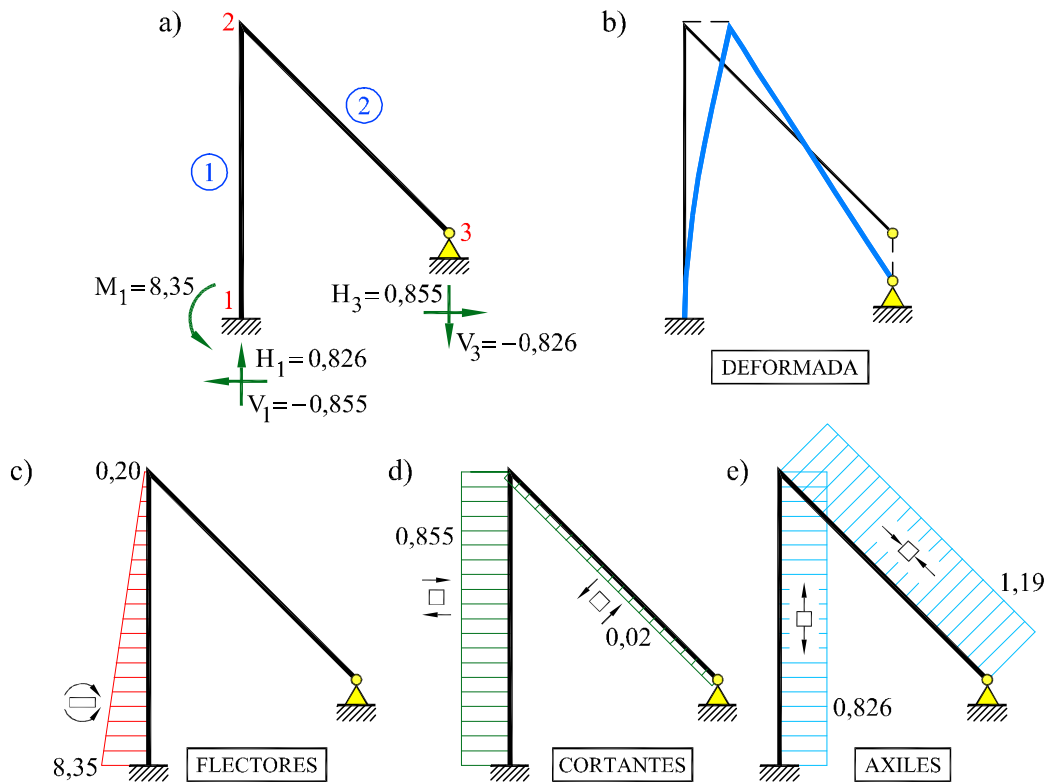 a)
2
2
1
3
M1=8,35
1
H3=0,855
V3=−0,826
H1=0,826
V1=−0,855
b)
DEFORMADA
c)
0,20
8,35
FLECTORES
d)
0,855
0,02
CORTANTES
e)
1,19
0,826
AXILES